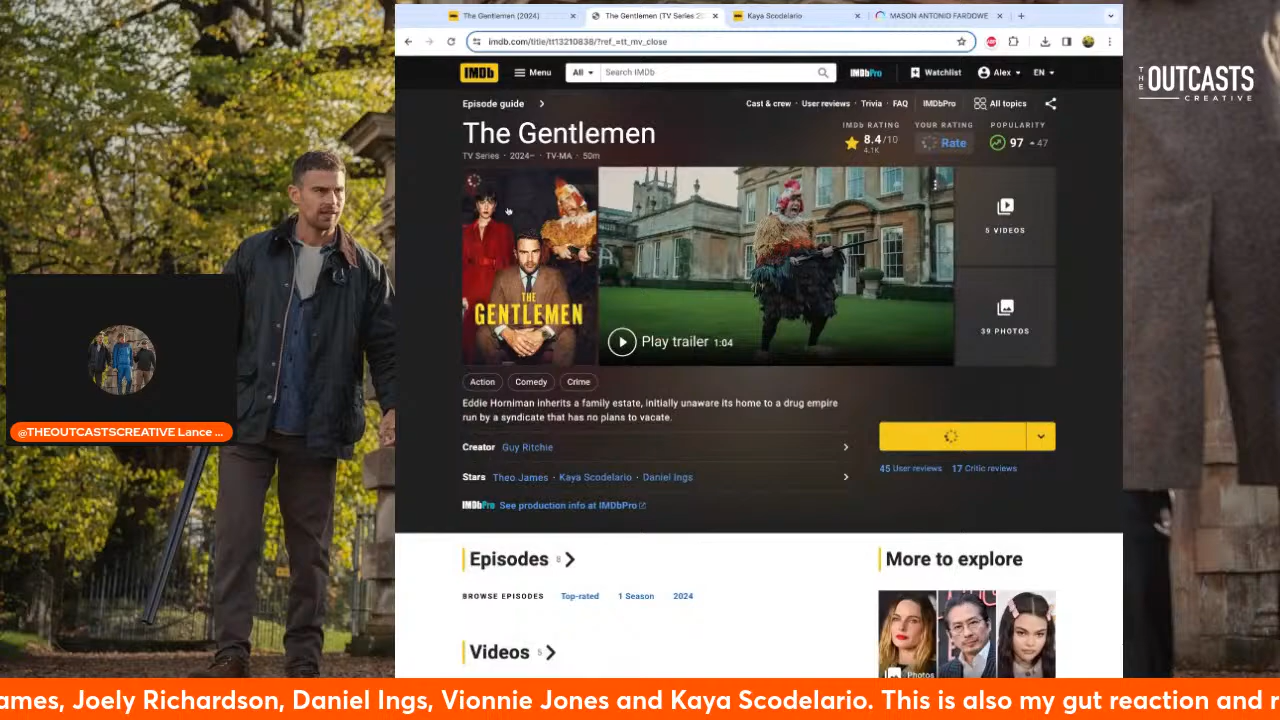 The Gentlemen (2024)
The Gentlemen (TV Series 2
Kaya Scodelario
MASON ANTONIO FARDOWE
imdb.com/title/tt13210838/?ref_=tt_mv_close
IMDb Menu All Search IMDb IMDbPro Watchlist Alex EN
THE OUTCASTS
CREATIVE
Episode guide Cast & crew · User reviews · Trivia · FAQ IMDbPro All topics
The Gentlemen
TV Series · 2024– · TV-MA · 50m
IMDb RATING YOUR RATING POPULARITY
8.4/10 Rate 97 47
4.1K
THE
GENTLEMEN
Play trailer 1:04
5 VIDEOS
39 PHOTOS
Action Comedy Crime
Eddie Horniman inherits a family estate, initially unaware its home to a drug empire
run by a syndicate that has no plans to vacate.
Creator Guy Ritchie
Stars Theo James · Kaya Scodelario · Daniel Ings
45 User reviews 17 Critic reviews
IMDbPro See production info at IMDbPro
@THEOUTCASTSCREATIVE Lance ...
Episodes 8
BROWSE EPISODES Top-rated 1 Season 2024
Videos 5
More to explore
Photos
ames, Joely Richardson, Daniel Ings, Vionnie Jones and Kaya Scodelario. This is also my gut reaction and